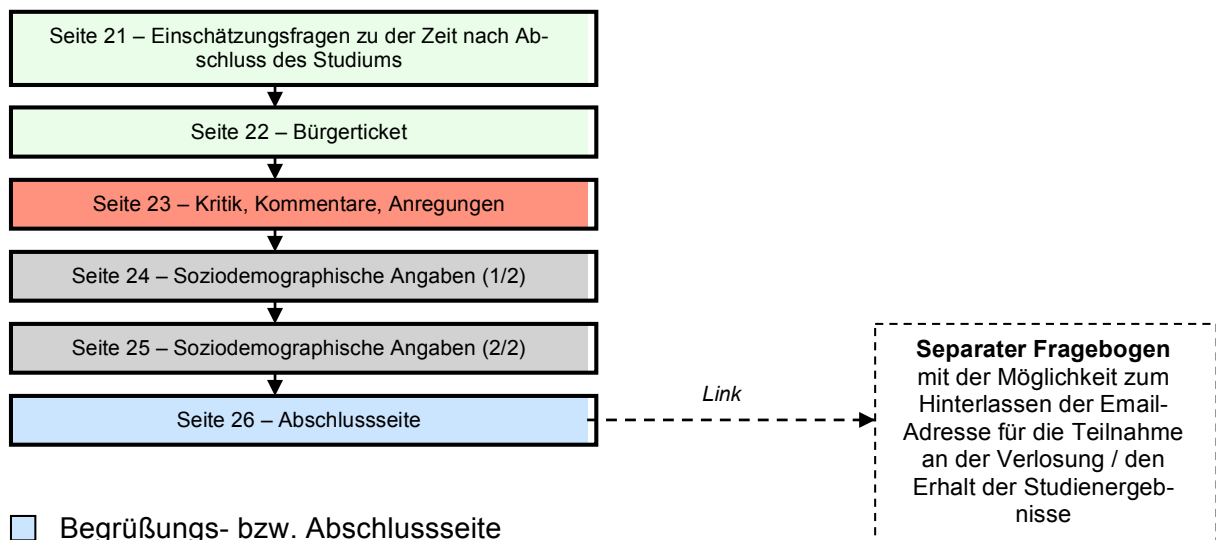 Seite 21 – Einschätzungsfragen zu der Zeit nach Ab-
schluss des Studiums
Seite 22 – Bürgerticket
Seite 23 – Kritik, Kommentare, Anregungen
Seite 24 – Soziodemographische Angaben (1/2)
Seite 25 – Soziodemographische Angaben (2/2)
Seite 26 – Abschlussseite
Link
Separater Fragebogen
mit der Möglichkeit zum
Hinterlassen der Email-
Adresse für die Teilnahme
an der Verlosung / den
Erhalt der Studienergeb-
nisse
Begrüßungs- bzw. Abschlussseite